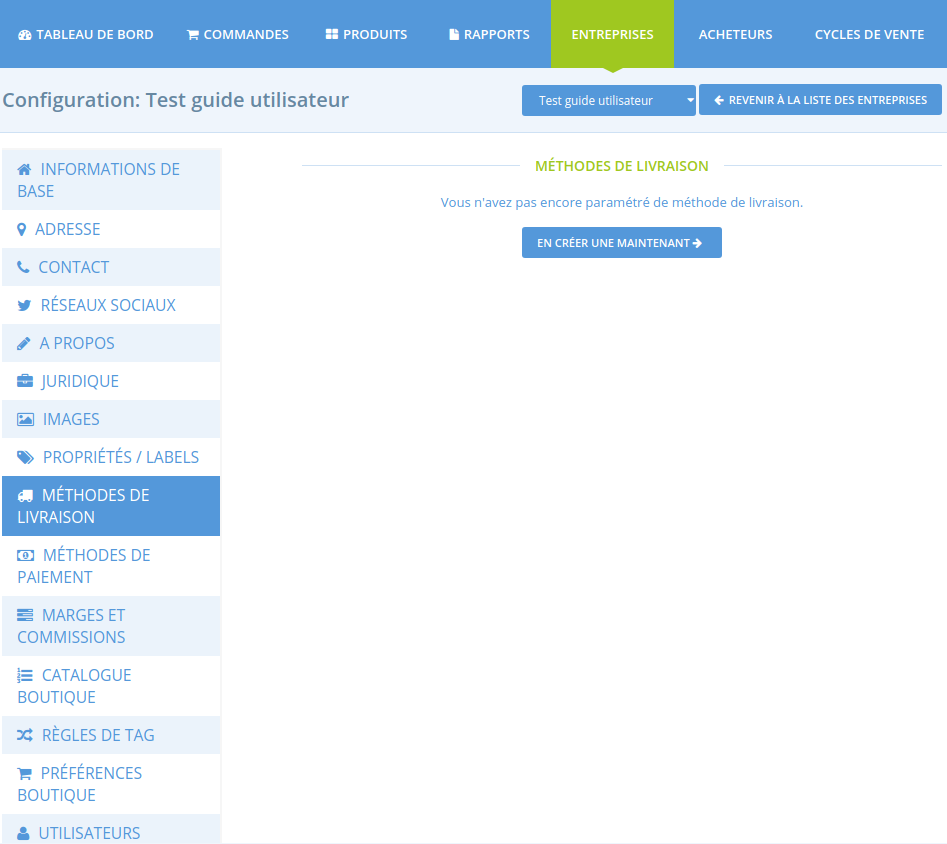 TABLEAU DE BORD COMMANDES PRODUITS RAPPORTS ENTREPRISES ACHETEURS CYCLES DE VENTE
Configuration: Test guide utilisateur
Test guide utilisateur
REVENIR À LA LISTE DES ENTREPRISES
INFORMATIONS DE
BASE
ADRESSE
CONTACT
RÉSEAUX SOCIAUX
A PROPOS
JURIDIQUE
IMAGES
PROPRIÉTÉS / LABELS
MÉTHODES DE
LIVRAISON
MÉTHODES DE
PAIEMENT
MARGES ET
COMMISSIONS
CATALOGUE
BOUTIQUE
RÈGLES DE TAG
PRÉFÉRENCES
BOUTIQUE
UTILISATEURS
MÉTHODES DE LIVRAISON
Vous n'avez pas encore paramétré de méthode de livraison.
EN CRÉER UNE MAINTENANT